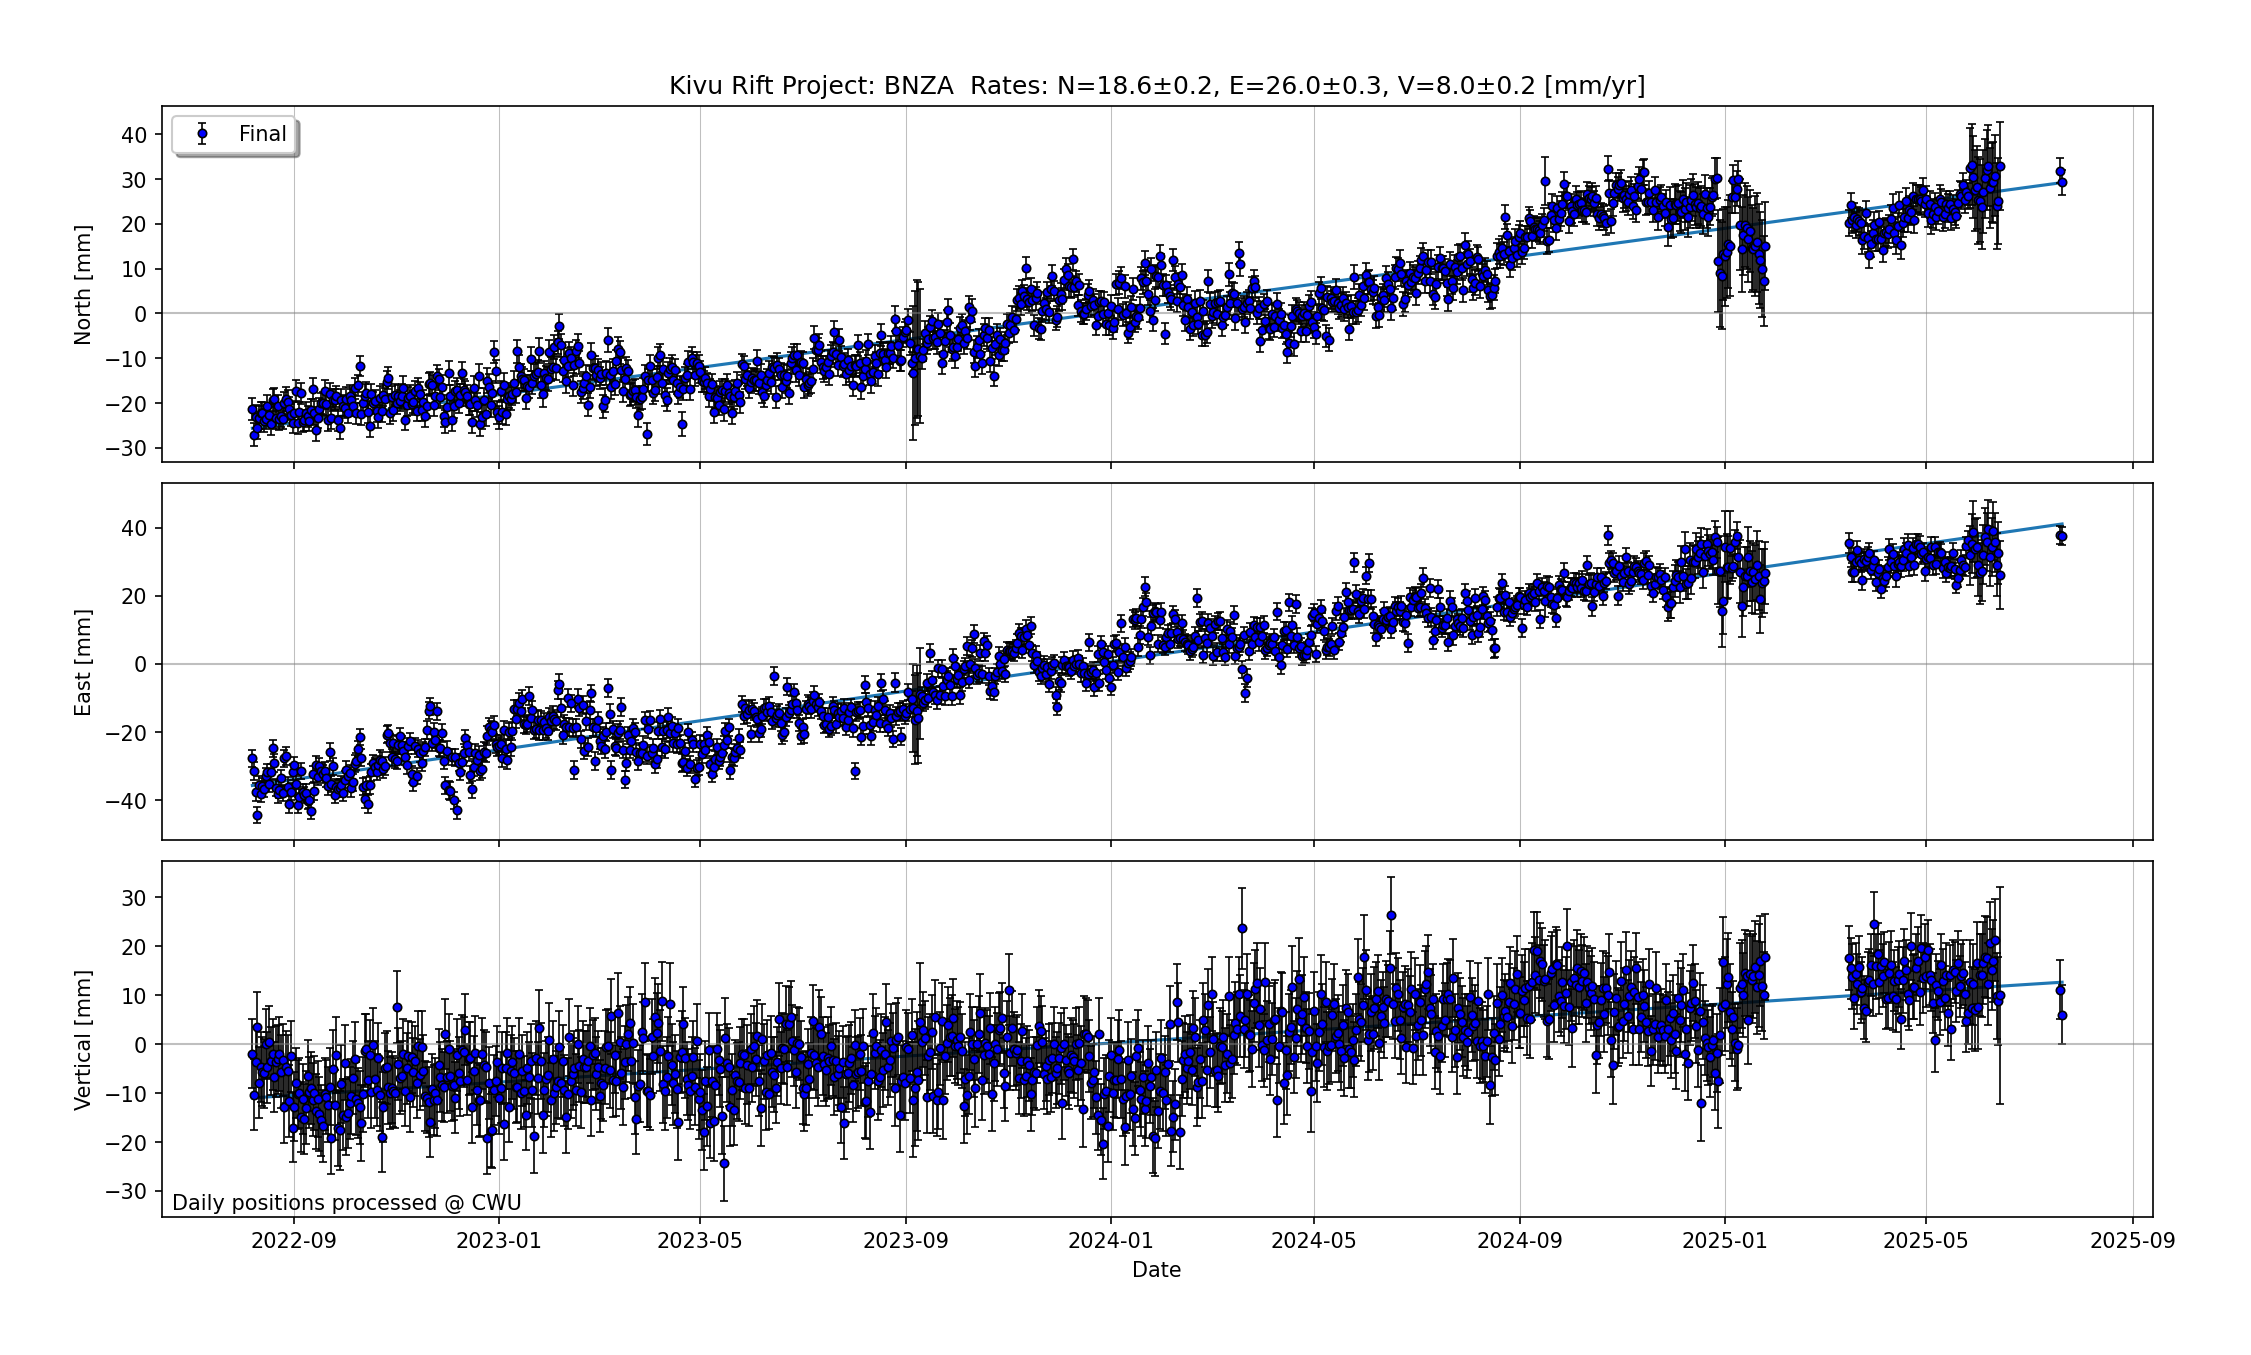 Kivu Rift Project: BNZA  Rates: N=18.6±0.2, E=26.0±0.3, V=8.0±0.2 [mm/yr]
Final
North [mm]
40
30
20
10
0
−10
−20
−30
East [mm]
40
20
0
−20
−40
Vertical [mm]
30
20
10
0
−10
−20
−30
Daily positions processed @ CWU
2022-09 2023-01 2023-05 2023-09 2024-01 2024-05 2024-09 2025-01 2025-05 2025-09
Date